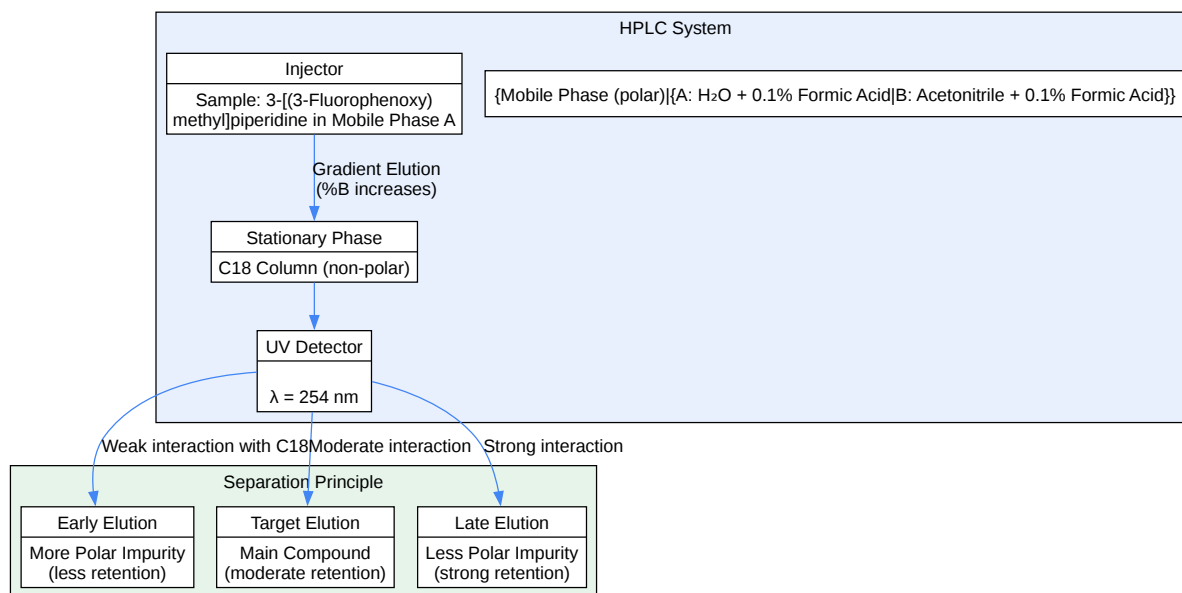 HPLC System
Injector
Sample: 3-[(3-Fluorophenoxy)
methyl]piperidine in Mobile Phase A
{Mobile Phase (polar)|{A: H₂O + 0.1% Formic Acid|B: Acetonitrile + 0.1% Formic Acid}}
Gradient Elution
(%B increases)
Stationary Phase
C18 Column (non-polar)
UV Detector
λ = 254 nm
Weak interaction with C18
Moderate interaction
Strong interaction
Separation Principle
Early Elution
More Polar Impurity
(less retention)
Target Elution
Main Compound
(moderate retention)
Late Elution
Less Polar Impurity
(strong retention)